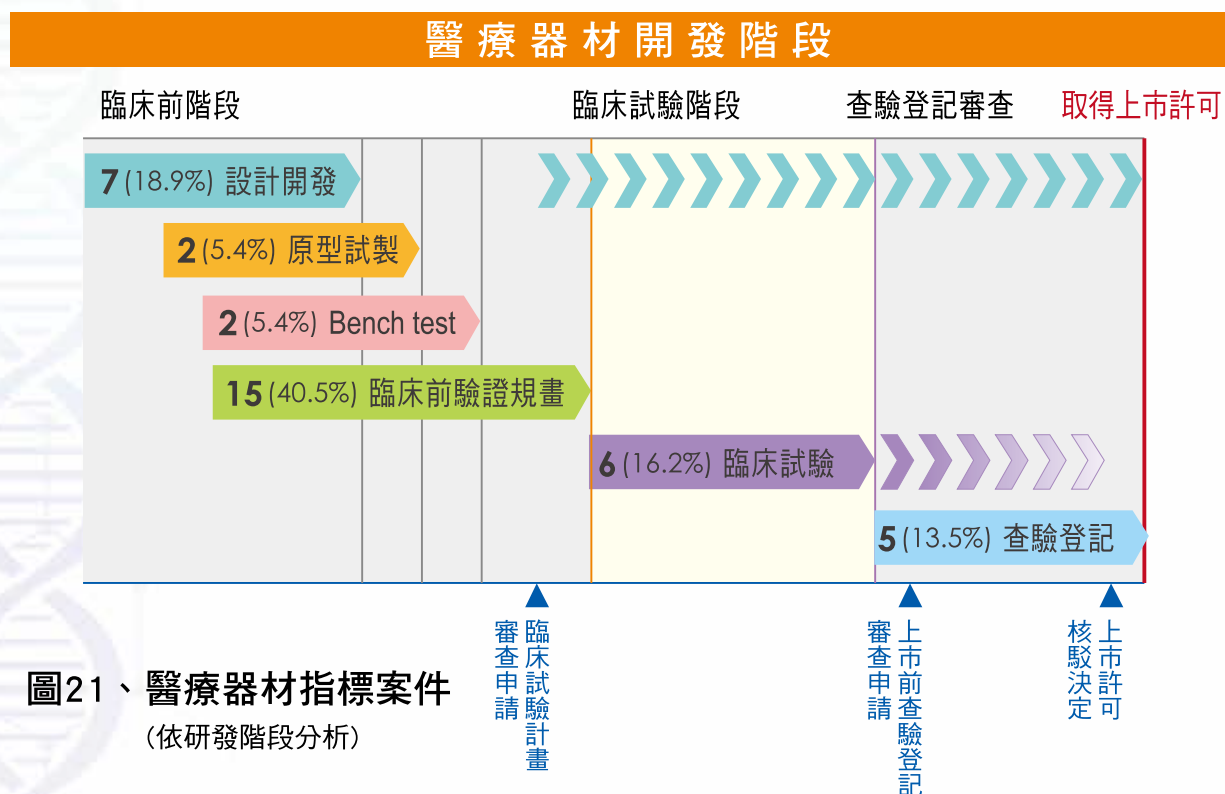 醫療器材開發階段
臨床前階段
臨床試驗階段
查驗登記審查
取得上市許可
7 (18.9%) 設計開發
2 (5.4%) 原型試製
2 (5.4%) Bench test
15 (40.5%) 臨床前驗證規畫
6 (16.2%) 臨床試驗
5 (13.5%) 查驗登記
臨床試驗計畫
審查申請
上市前查驗登記
審查申請
上市許可
核駁決定
圖21、醫療器材指標案件
(依研發階段分析)